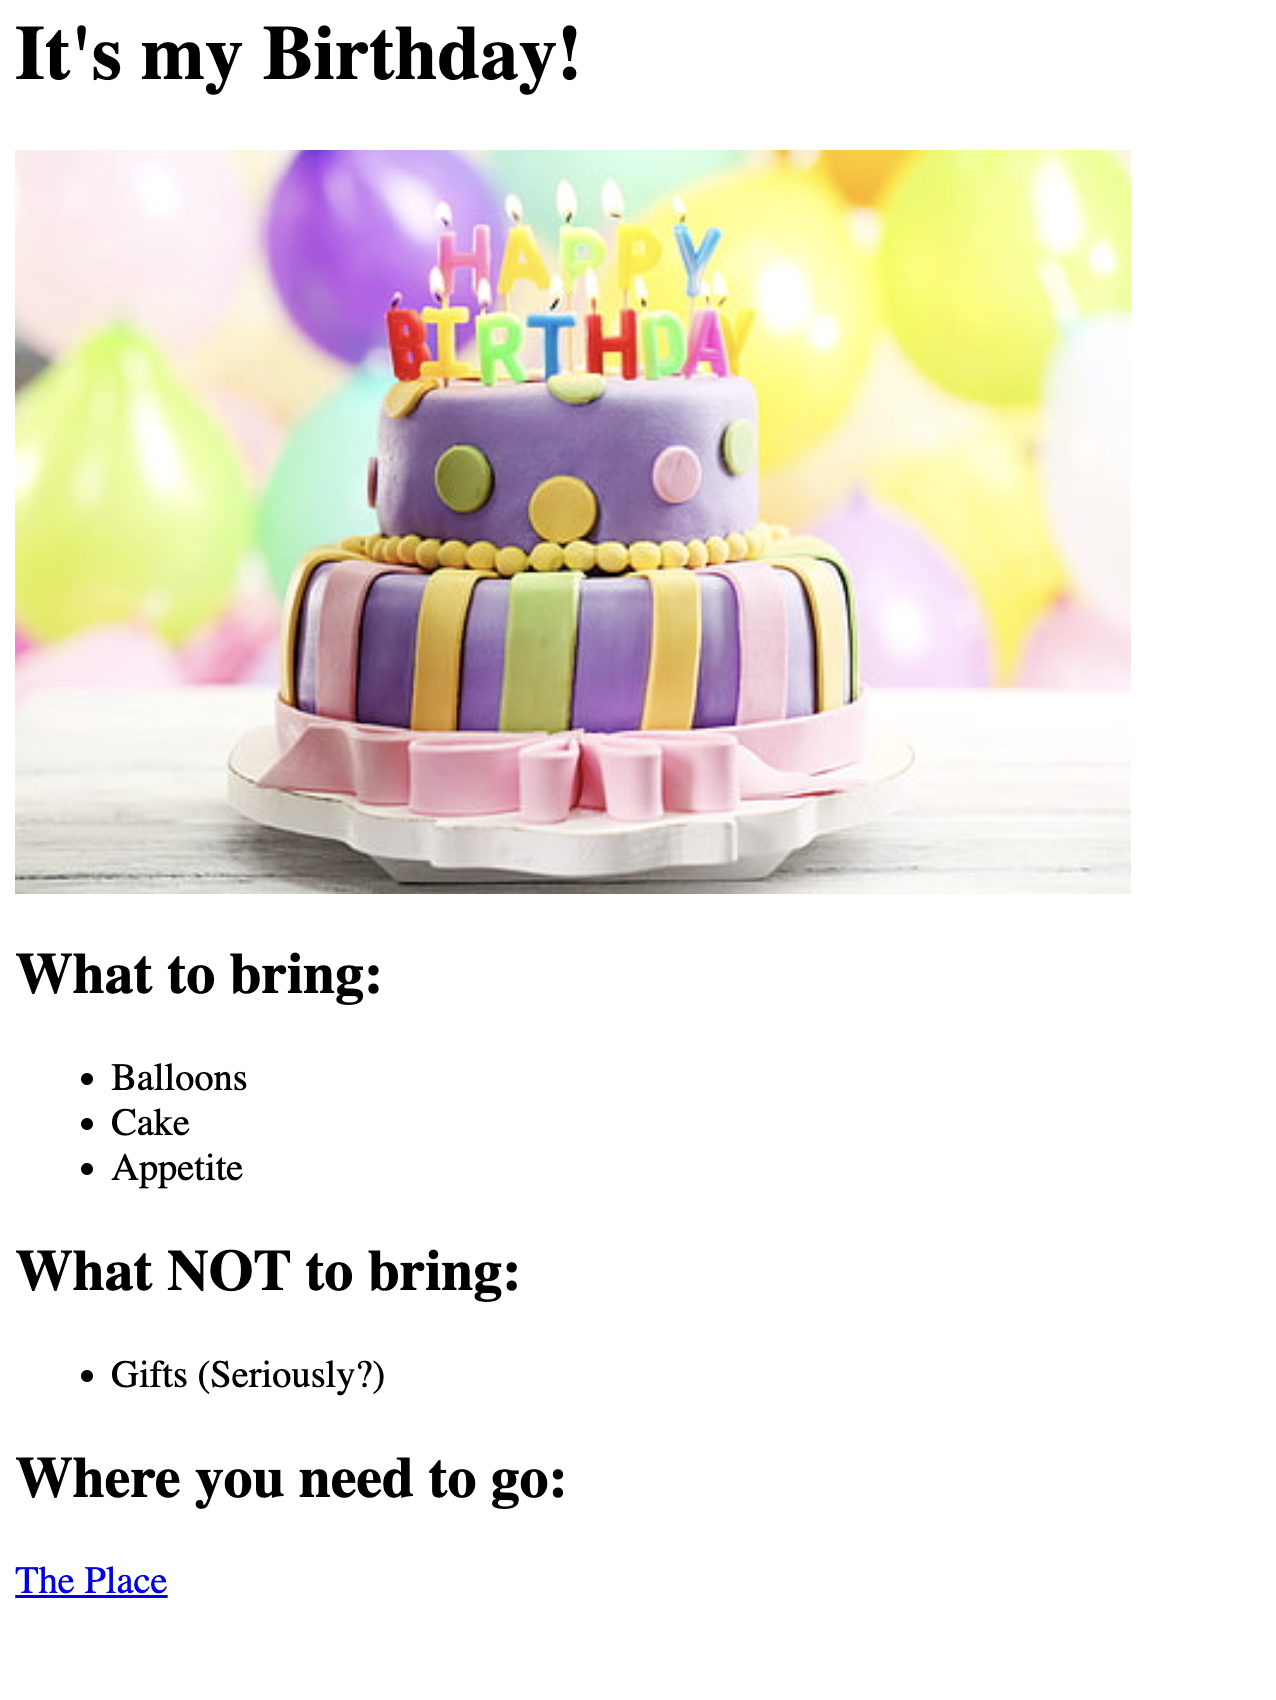 It's my Birthday!
HAPPY
BIRTHDAY
What to bring:
Balloons
Cake
Appetite
What NOT to bring:
Gifts (Seriously?)
Where you need to go:
The Place